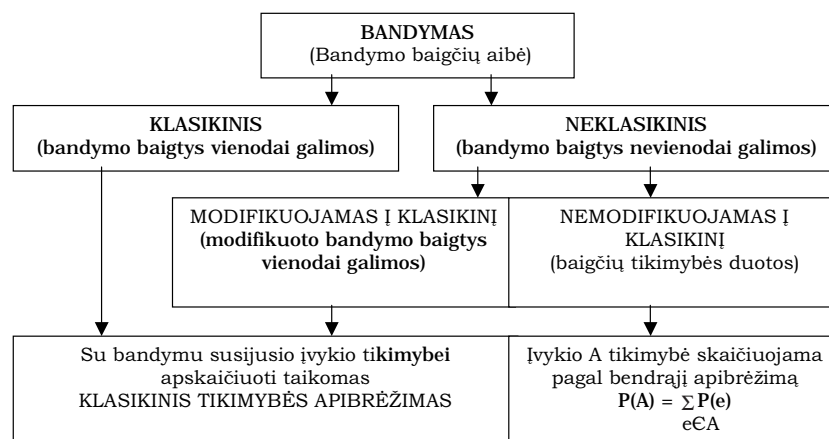 BANDYMAS
(Bandymo baigčių aibė)
KLASIKINIS
(bandymo baigtys vienodai galimos)
NEKLASIKINIS
(bandymo baigtys nevienodai galimos)
MODIFIKUOJAMAS Į KLASIKINĮ
(modifikuoto bandymo baigtys
vienodai galimos)
NEMODIFIKUOJAMAS Į
KLASIKINĮ
(baigčių tikimybės duotos)
Su bandymu susijusio įvykio tikimybei
apskaičiuoti taikomas
KLASIKINIS TIKIMYBĖS APIBRĖŽIMAS
Įvykio A tikimybė skaičiuojama
pagal bendrąjį apibrėžimą
P(A) = ∑ P(e)
eЄA